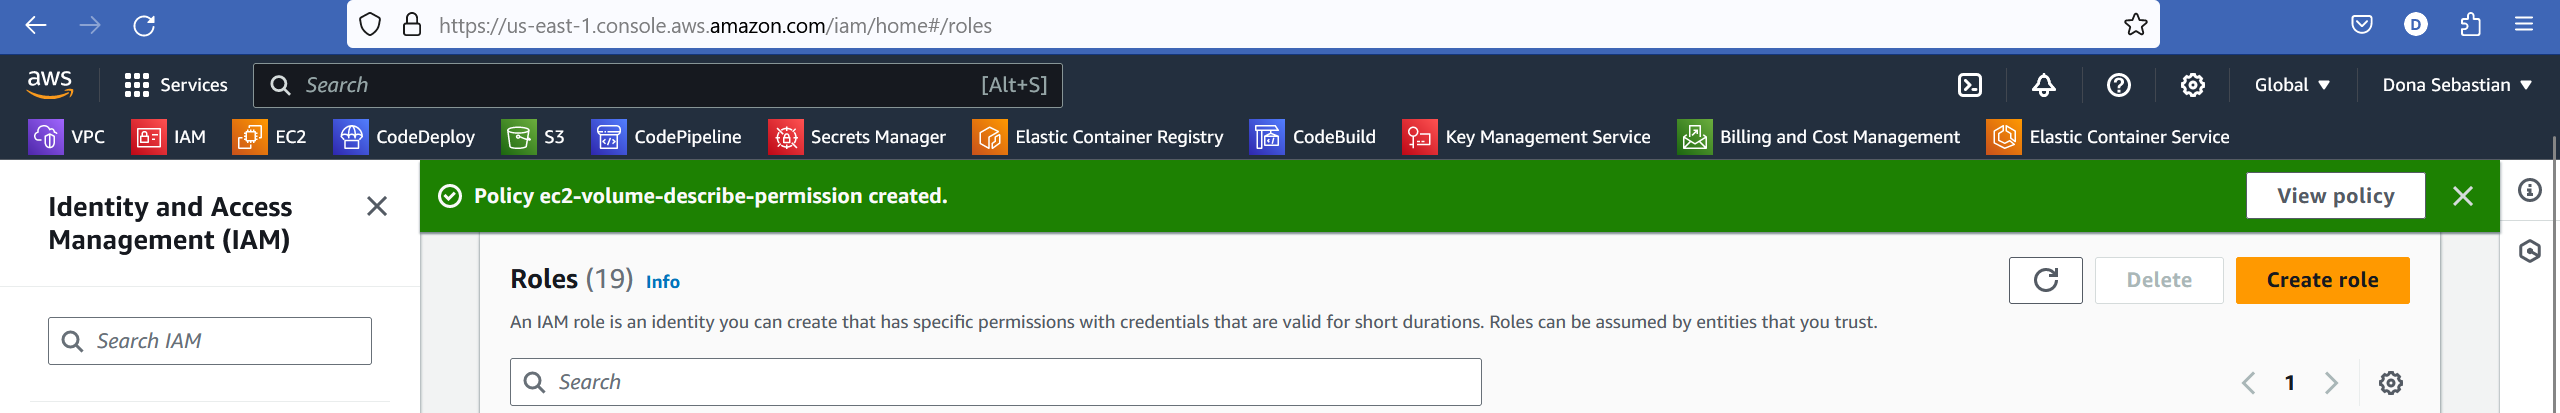 https://us-east-1.console.aws.amazon.com/iam/home#/roles
D
aws
Services
Search
[Alt+S]
Global
Dona Sebastian
VPC
IAM
EC2
CodeDeploy
S3
CodePipeline
Secrets Manager
Elastic Container Registry
CodeBuild
Key Management Service
Billing and Cost Management
Elastic Container Service
Identity and Access
Management (IAM)
Search IAM
Policy ec2-volume-describe-permission created.
View policy
Roles (19) Info
Delete
Create role
An IAM role is an identity you can create that has specific permissions with credentials that are valid for short durations. Roles can be assumed by entities that you trust.
Search
1